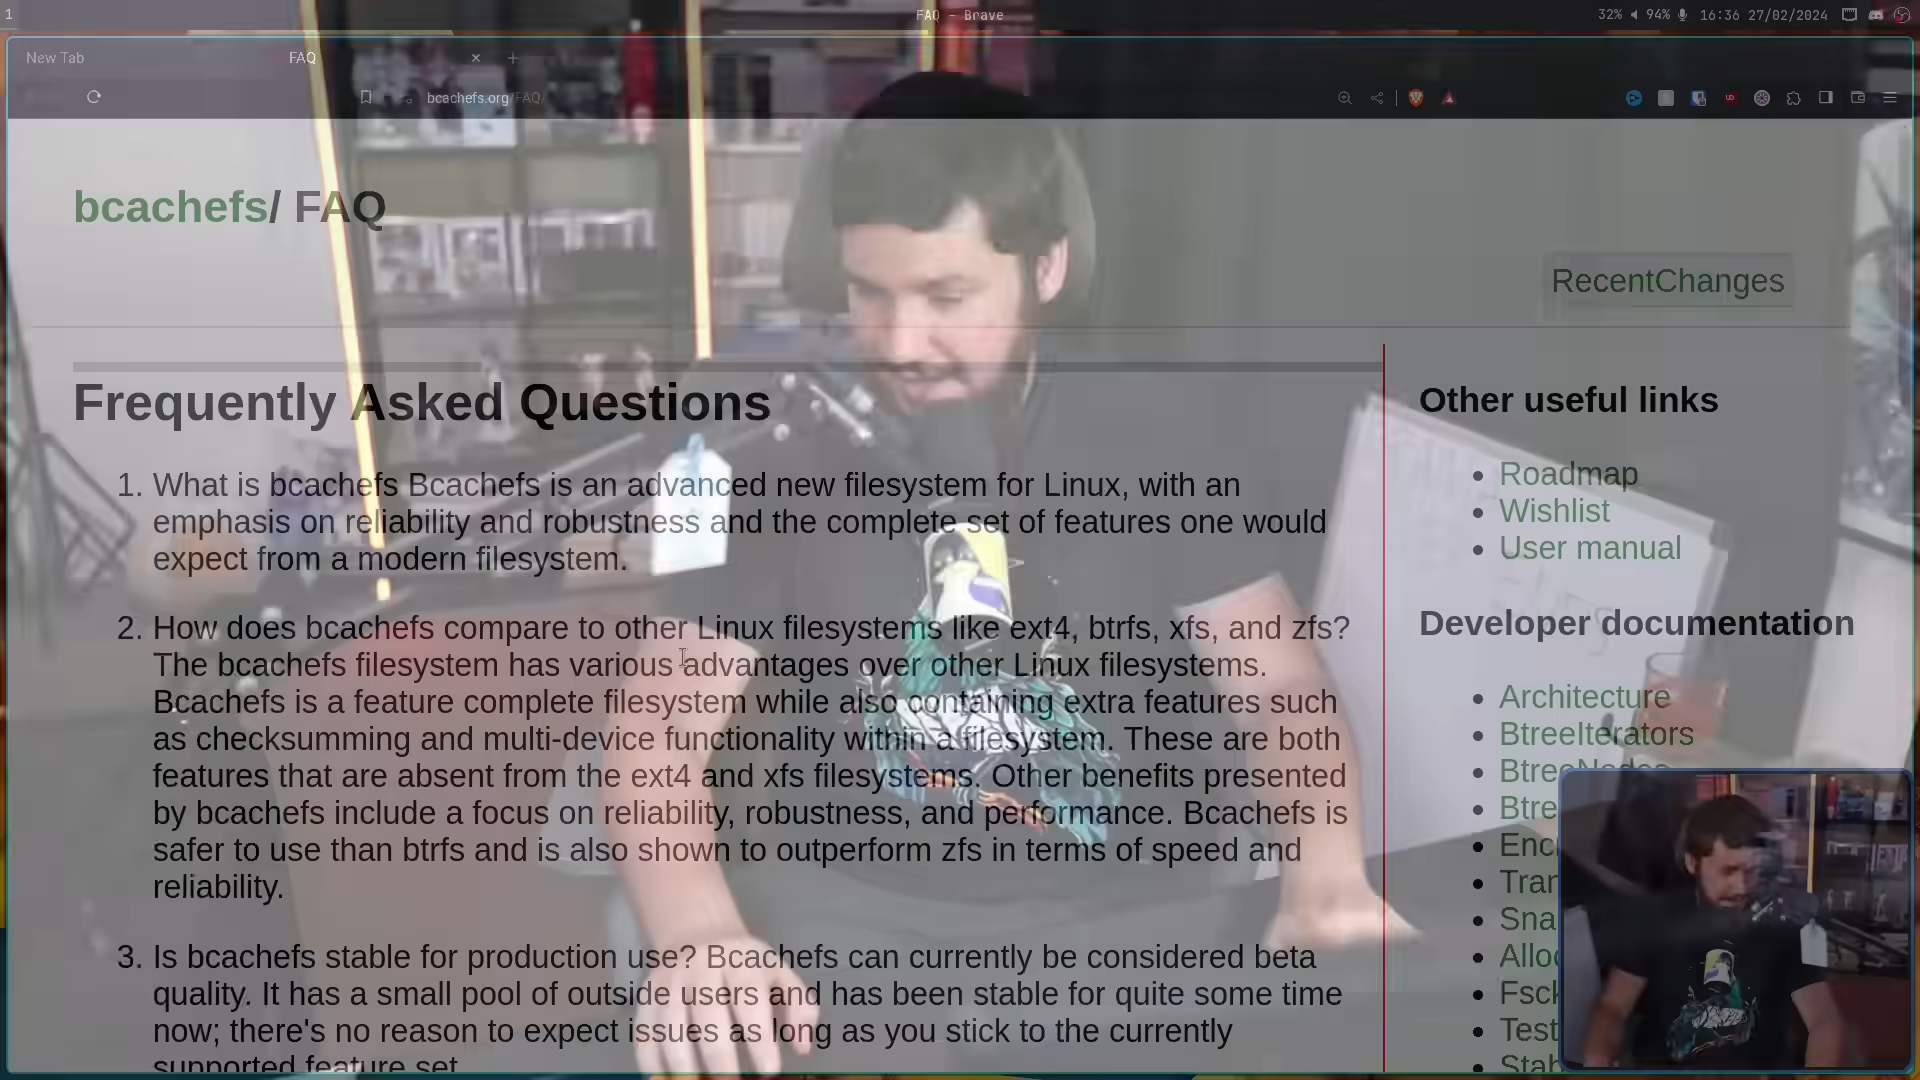 1
FAQ - Brave
32% 94% 16:36 27/02/2024
New Tab
FAQ
bcachefs.org/FAQ/
bcachefs/ FAQ
RecentChanges
Frequently Asked Questions
1. What is bcachefs Bcachefs is an advanced new filesystem for Linux, with an
emphasis on reliability and robustness and the complete set of features one would
expect from a modern filesystem.
2. How does bcachefs compare to other Linux filesystems like ext4, btrfs, xfs, and zfs?
The bcachefs filesystem has various advantages over other Linux filesystems.
Bcachefs is a feature complete filesystem while also containing extra features such
as checksumming and multi-device functionality within a filesystem. These are both
features that are absent from the ext4 and xfs filesystems. Other benefits presented
by bcachefs include a focus on reliability, robustness, and performance. Bcachefs is
safer to use than btrfs and is also shown to outperform zfs in terms of speed and
reliability.
3. Is bcachefs stable for production use? Bcachefs can currently be considered beta
quality. It has a small pool of outside users and has been stable for quite some time
now; there's no reason to expect issues as long as you stick to the currently
supported feature set.
Other useful links
Roadmap
Wishlist
User manual
Developer documentation
Architecture
BtreeIterators
BtreeNodes
Btre
Enc
Tran
Sna
Alloc
Fsck
Test
Stab